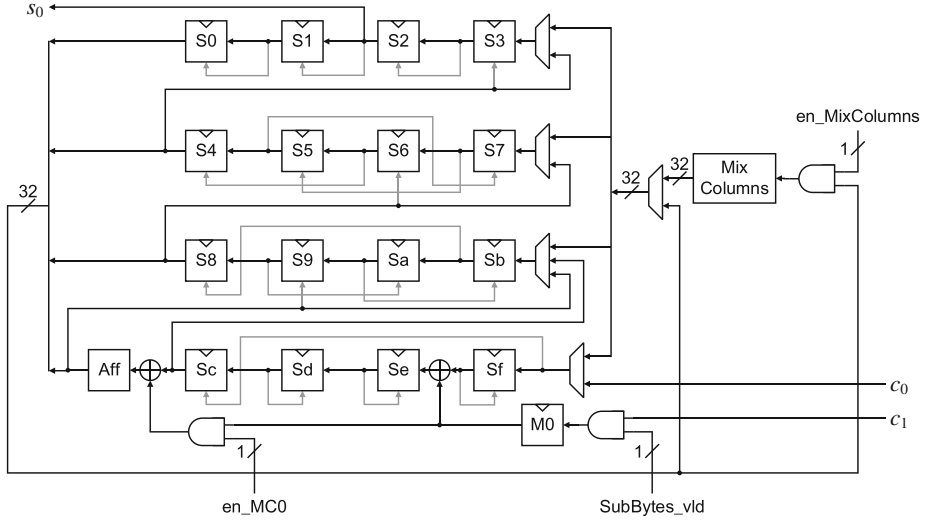 s0
S0 S1 S2 S3
en_MixColumns
1
S4 S5 S6 S7
32 32 Mix Columns
32
S8 S9 Sa Sb
Aff Sc Sd Se Sf
c0
M0 c1
1 1
en_MC0 SubBytes_vld